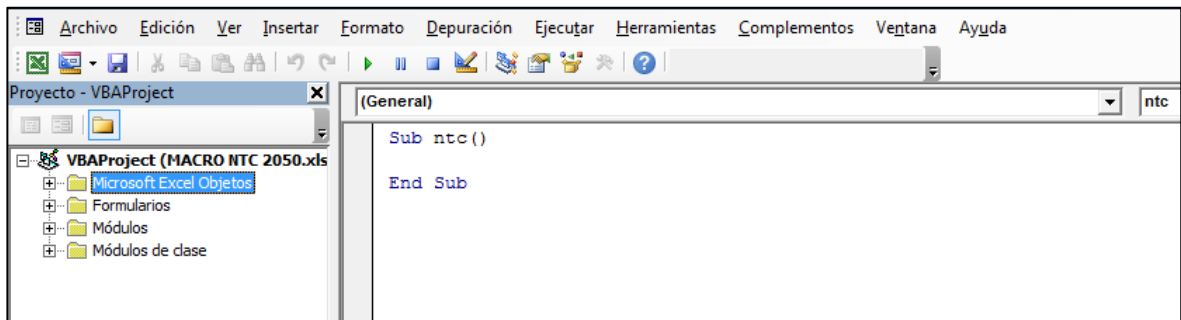 Archivo Edición Ver Insertar Formato Depuración Ejecutar Herramientas Complementos Ventana Ayuda
Proyecto - VBAProject
(General)
ntc
VBAProject (MACRO NTC 2050.xls
Microsoft Excel Objetos
Formularios
Módulos
Módulos de clase
Sub ntc()
End Sub